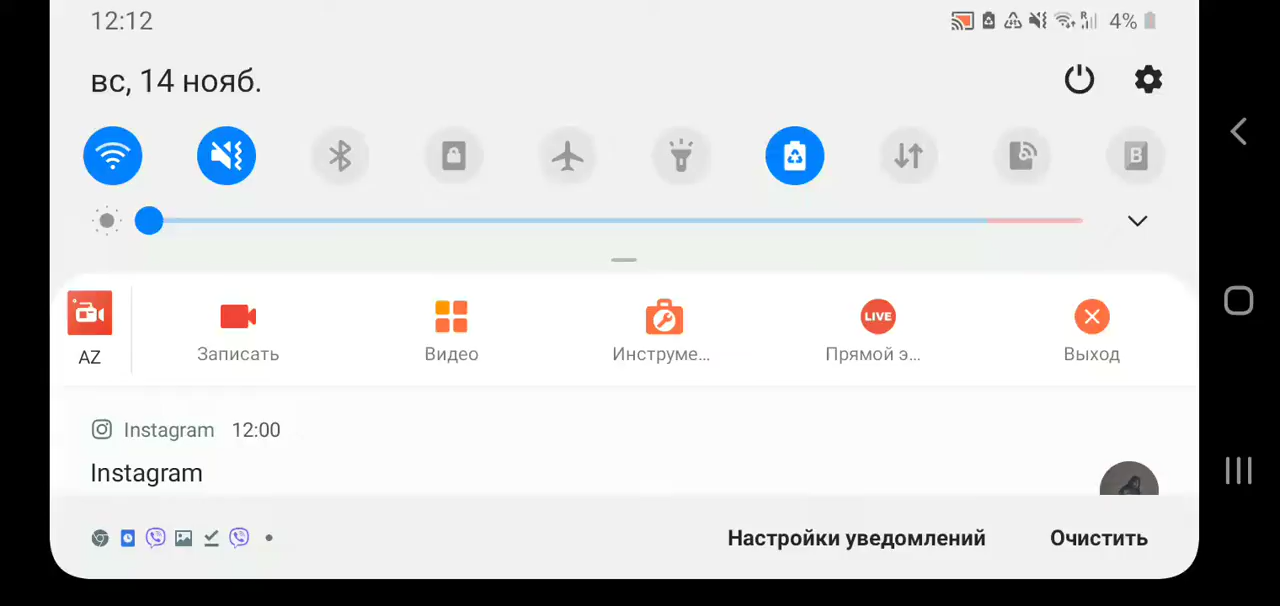 12:12 R 4%
вс, 14 нояб.
B
AZ Записать Видео LIVE Инструме... Прямой э... Выход
Instagram 12:00
Instagram
Настройки уведомлений Очистить